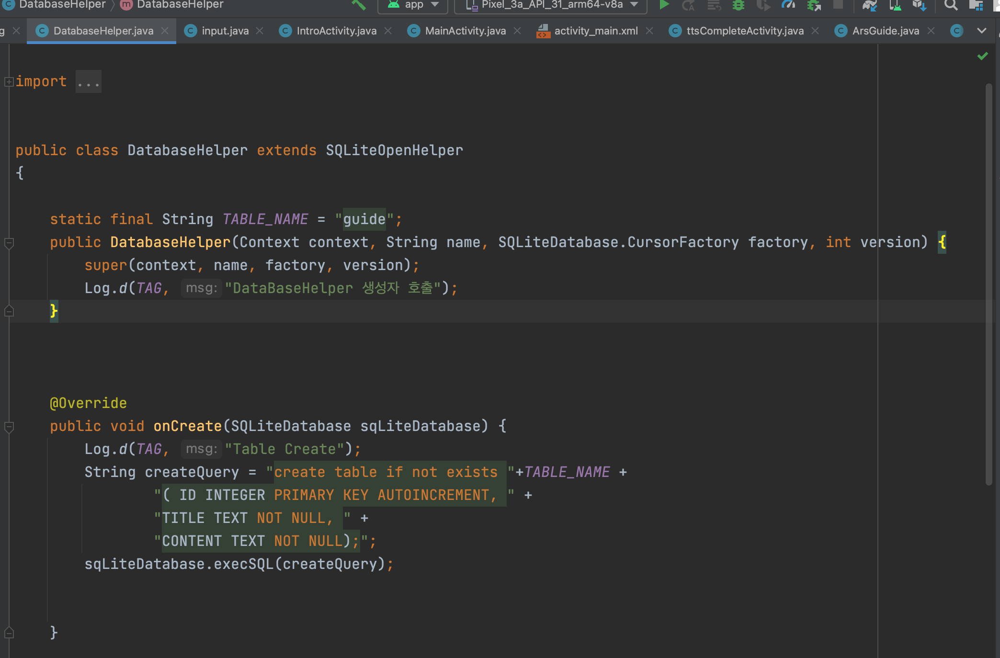 DatabaseHelper DatabaseHelper app Pixel_3a_API_31_arm64-v8a
g DatabaseHelper.java input.java IntroActivity.java MainActivity.java activity_main.xml ttsCompleteActivity.java ArsGuide.java
import ...
public class DatabaseHelper extends SQLiteOpenHelper
{
static final String TABLE_NAME = "guide";
public DatabaseHelper(Context context, String name, SQLiteDatabase.CursorFactory factory, int version) {
super(context, name, factory, version);
Log.d(TAG, msg: "DataBaseHelper 생성자 호출");
}
@Override
public void onCreate(SQLiteDatabase sqLiteDatabase) {
Log.d(TAG, msg: "Table Create");
String createQuery = "create table if not exists "+TABLE_NAME +
"( ID INTEGER PRIMARY KEY AUTOINCREMENT, " +
"TITLE TEXT NOT NULL, " +
"CONTENT TEXT NOT NULL);";
sqLiteDatabase.execSQL(createQuery);
}